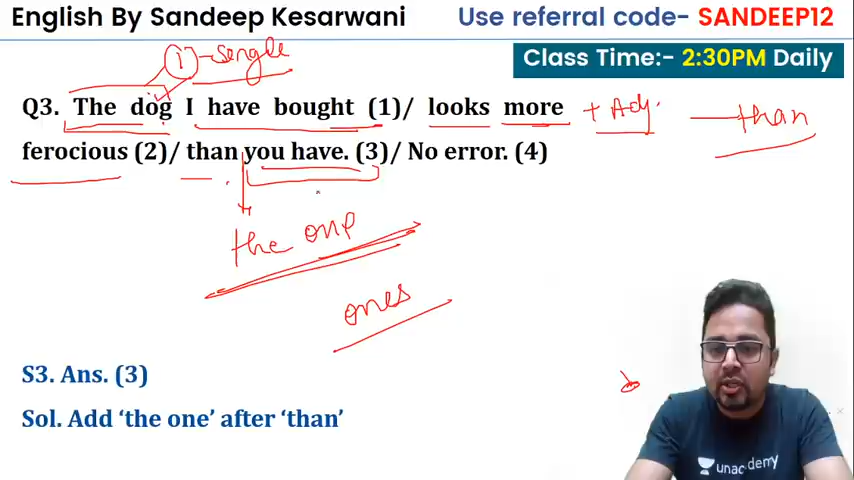 English By Sandeep Kesarwani
Use referral code- SANDEEP12
Class Time:- 2:30PM Daily
1 - single
Q3. The dog I have bought (1)/ looks more
+ Adj. — than
ferocious (2)/ than you have. (3)/ No error. (4)
the one
ones
S3. Ans. (3)
Sol. Add ‘the one’ after ‘than’
unacademy